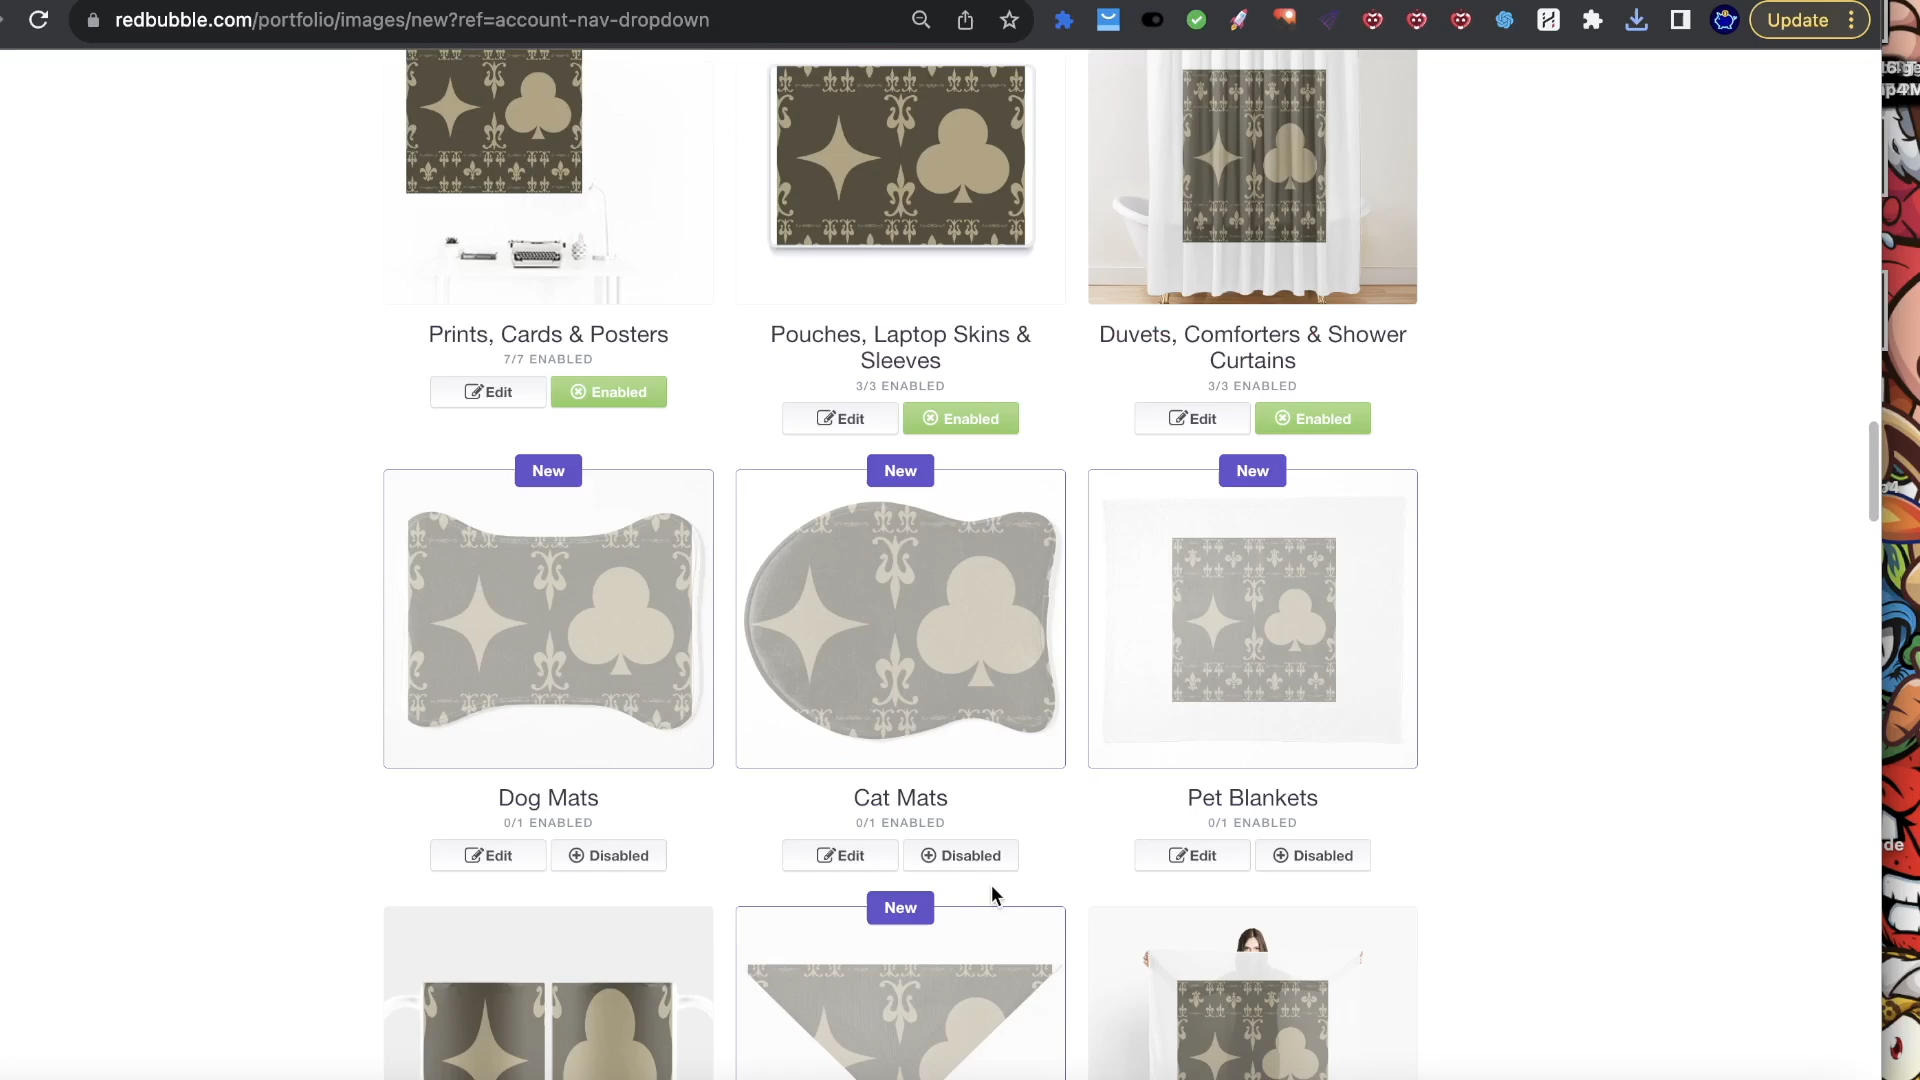 redbubble.com/portfolio/images/new?ref=account-nav-dropdown
Update
Prints, Cards & Posters
7/7 ENABLED
Edit
Enabled
Pouches, Laptop Skins &
Sleeves
3/3 ENABLED
Edit
Enabled
Duvets, Comforters & Shower
Curtains
3/3 ENABLED
Edit
Enabled
New
Dog Mats
0/1 ENABLED
Edit
Disabled
New
Cat Mats
0/1 ENABLED
Edit
Disabled
New
Pet Blankets
0/1 ENABLED
Edit
Disabled
New